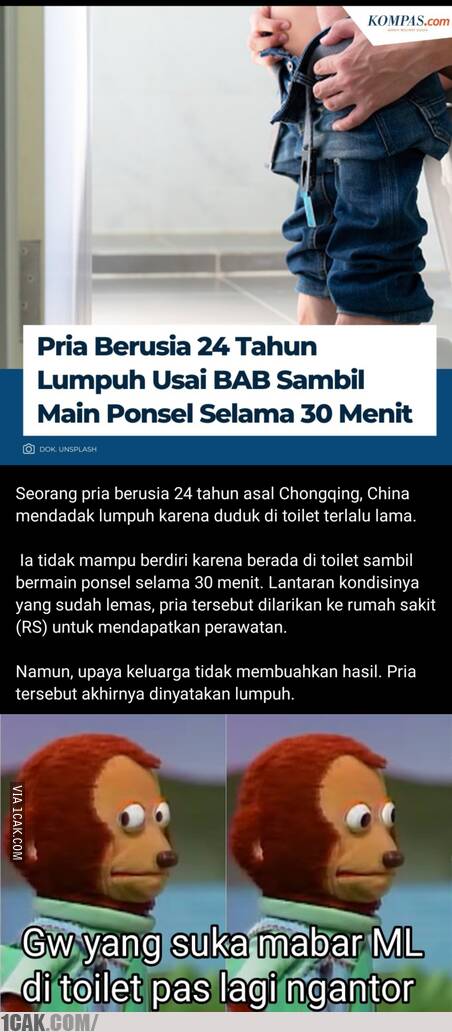 KOMPAS.com
Pria Berusia 24 Tahun
Lumpuh Usai BAB Sambil
Main Ponsel Selama 30 Menit
DOK. UNSPLASH
Seorang pria berusia 24 tahun asal Chongqing, China
mendadak lumpuh karena duduk di toilet terlalu lama.
Ia tidak mampu berdiri karena berada di toilet sambil
bermain ponsel selama 30 menit. Lantaran kondisinya
yang sudah lemas, pria tersebut dilarikan ke rumah sakit
(RS) untuk mendapatkan perawatan.
Namun, upaya keluarga tidak membuahkan hasil. Pria
tersebut akhirnya dinyatakan lumpuh.
VIA 1CAK.COM
Gw yang suka mabar ML
di toilet pas lagi ngantor
1CAK.COM/